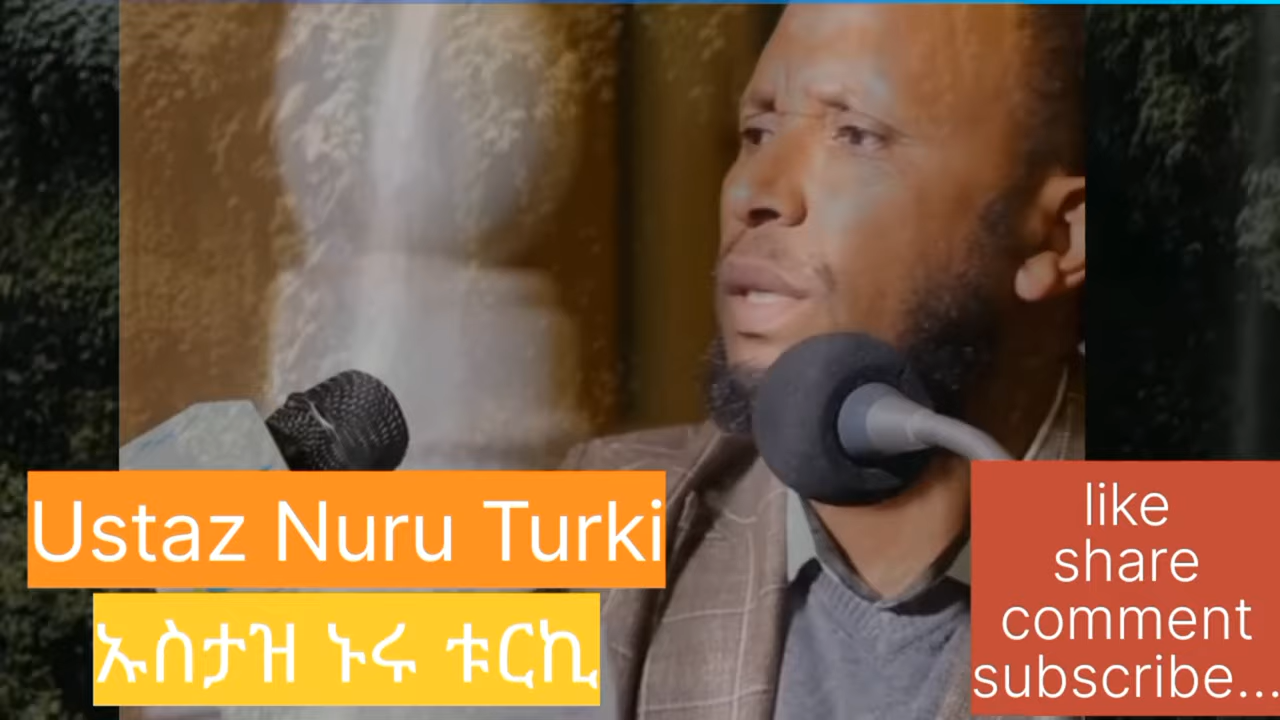 Ustaz Nuru Turki
ኡስታዝ ኑሩ ቱርኪ
like
share
comment
subscribe...